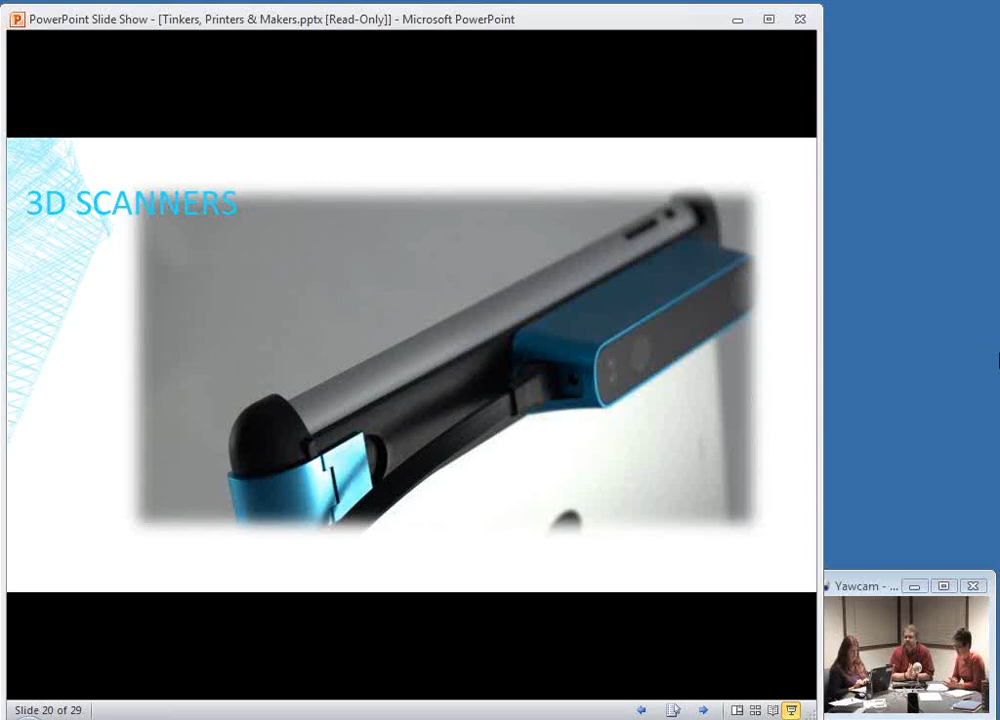 PowerPoint Slide Show - [Tinkers, Printers & Makers.pptx [Read-Only]] - Microsoft PowerPoint
3D SCANNERS
Yawcam - ...
Slide 20 of 29